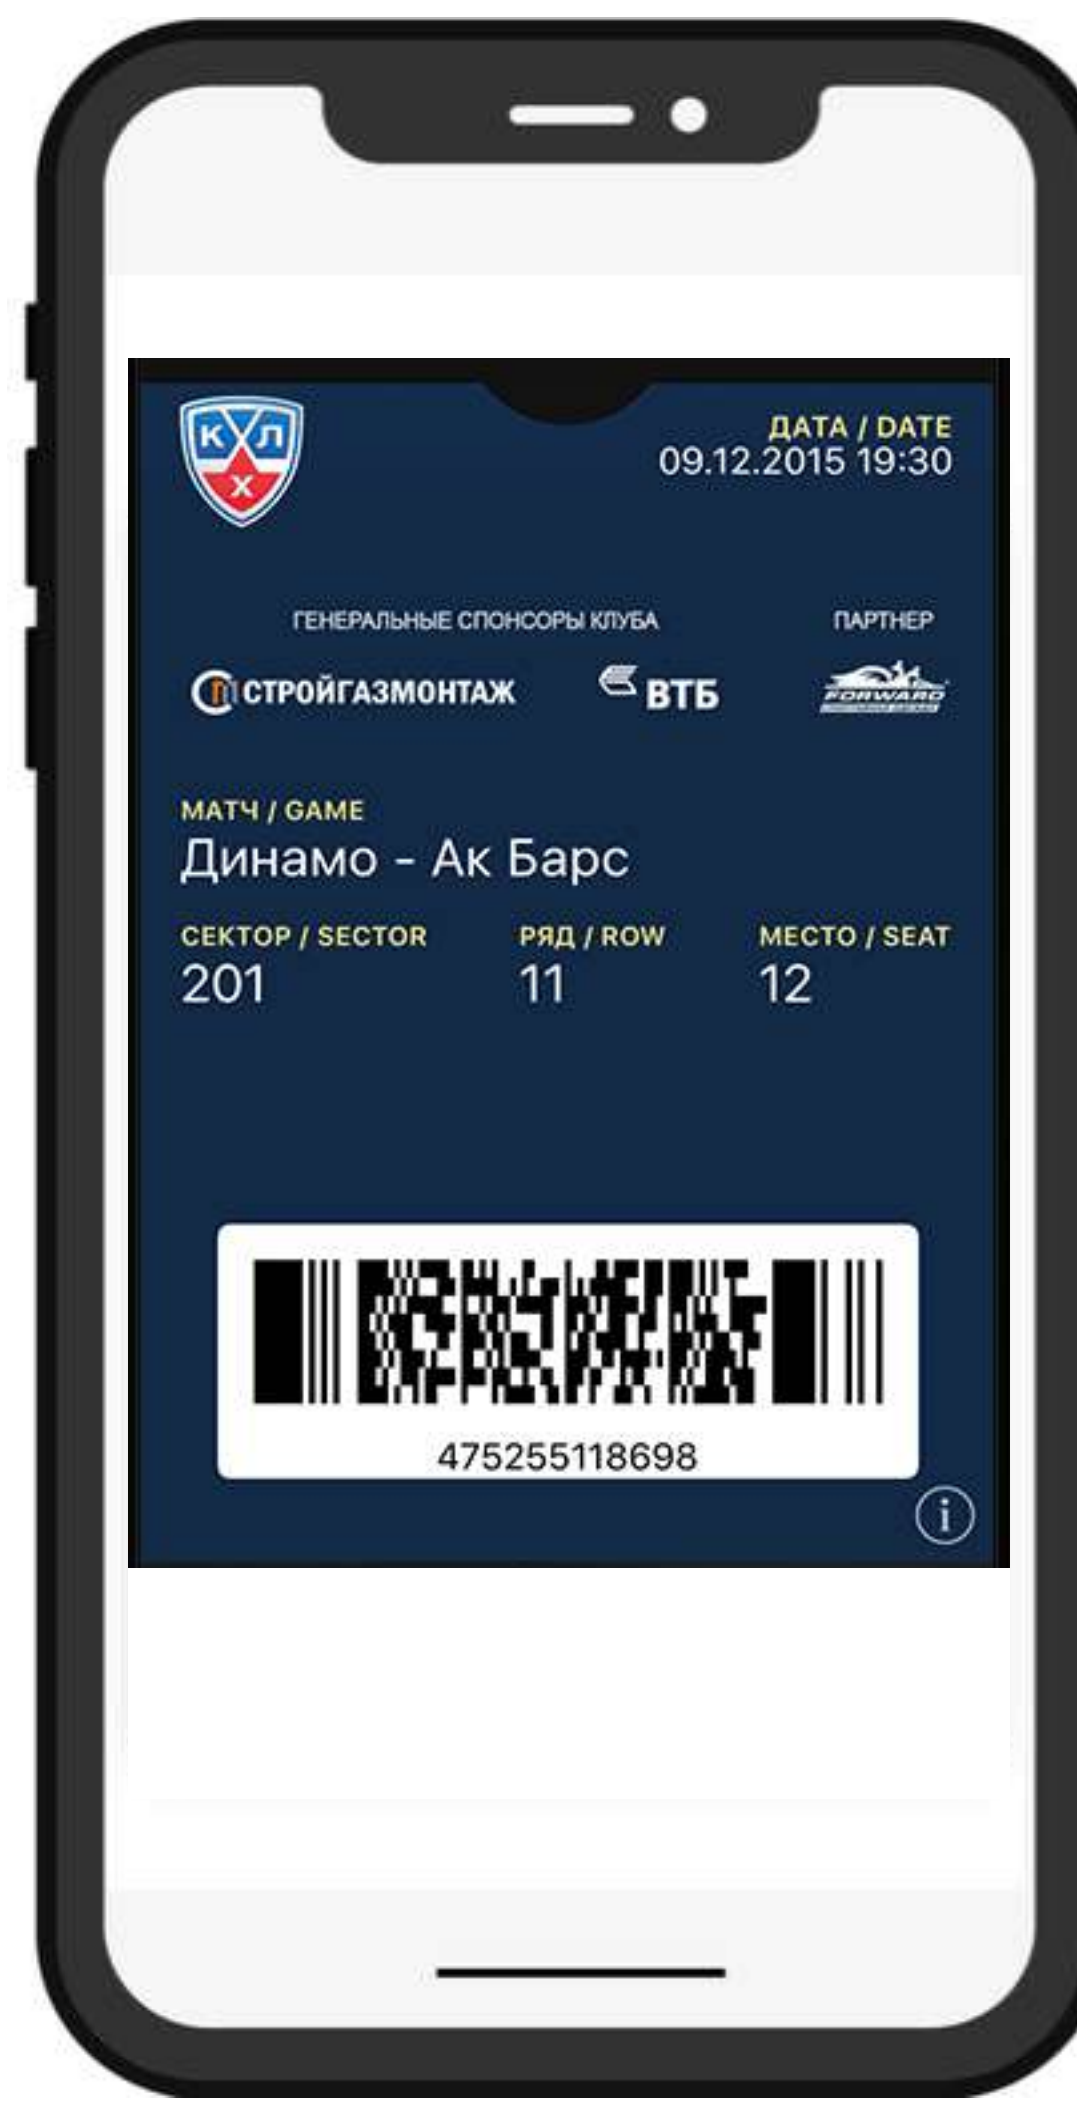 КХЛ
ДАТА / DATE
09.12.2015 19:30
ГЕНЕРАЛЬНЫЕ СПОНСОРЫ КЛУБА ПАРТНЕР
СТРОЙГАЗМОНТАЖ ВТБ FORWARD
МАТЧ / GAME
Динамо - Ак Барс
СЕКТОР / SECTOR РЯД / ROW МЕСТО / SEAT
201 11 12
475255118698
i